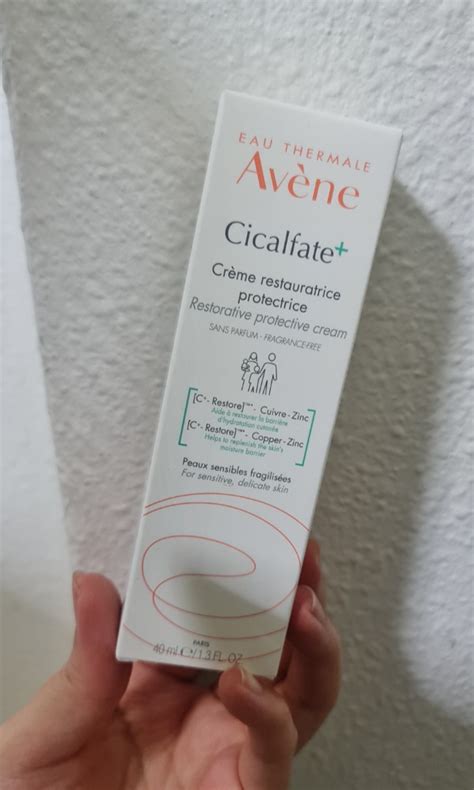 EAU THERMALE
Avène
Cicalfate+
Crème restauratrice
protectrice
Restorative protective cream
SANS PARFUM - FRAGRANCE-FREE
[C+- Restore]™- Cuivre - Zinc
Aide à restaurer la barrière
d'hydratation cutanée
[C+- Restore]™- Copper - Zinc
Helps to replenish the skin's
moisture barrier
Peaux sensibles fragilisées
For sensitive, delicate skin
PARIS
40 ml ℮/1.3 FL.OZ